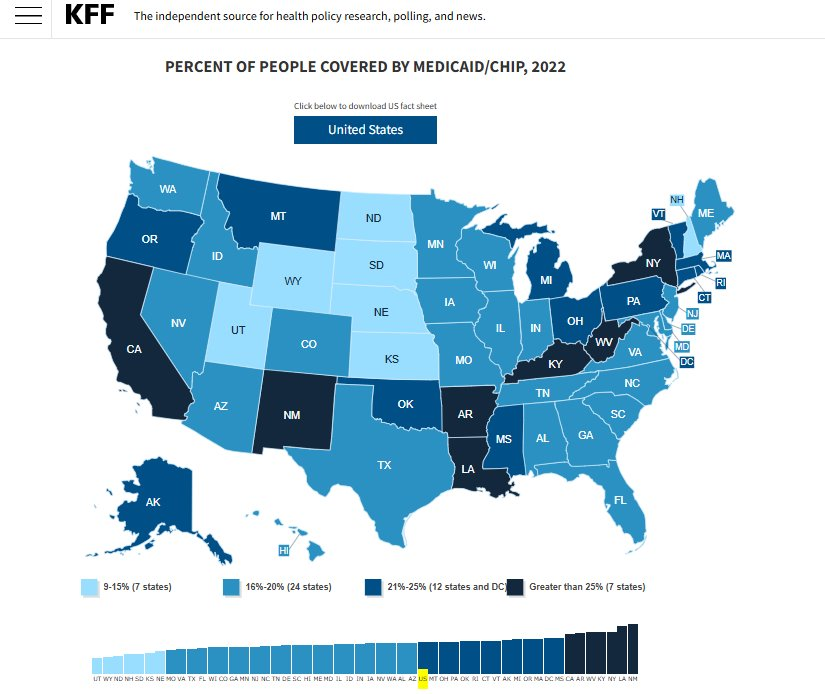 KFF The independent source for health policy research, polling, and news.
PERCENT OF PEOPLE COVERED BY MEDICAID/CHIP, 2022
Click below to download US fact sheet
United States
WA
MT
ND
MN
ME
NH
VT
OR
ID
SD
WI
NY
MA
WY
MI
RI
CT
NE
IA
PA
NJ
NV
UT
CO
IL
IN
OH
DE
MD
DC
CA
KS
MO
WV
VA
KY
AZ
NM
OK
AR
TN
NC
SC
MS
AL
GA
TX
LA
FL
AK
HI
9-15% (7 states) 16%-20% (24 states) 21%-25% (12 states and DC) Greater than 25% (7 states)
UT WY ND NH SD KS NE MO VA TX FL WI CO GA MN NJ NC TN DE SC HI ME MD IL ID IN IA NV WA AL AZ US MT OH PA OK RI CT VT AK MI OR MA DC MS CA AR WV KY NY LA NM